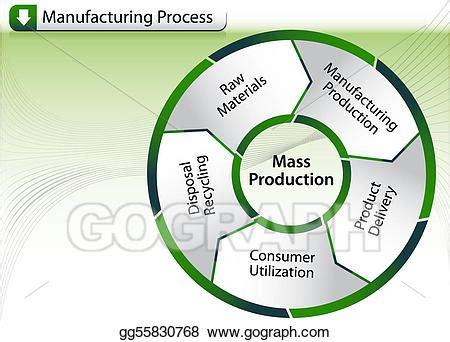 Manufacturing Process
Raw
Materials
Manufacturing
Production
Product
Delivery
Consumer
Utilization
Disposal
Recycling
Mass
Production
GOGRAPH
gg55830768 www.gograph.com